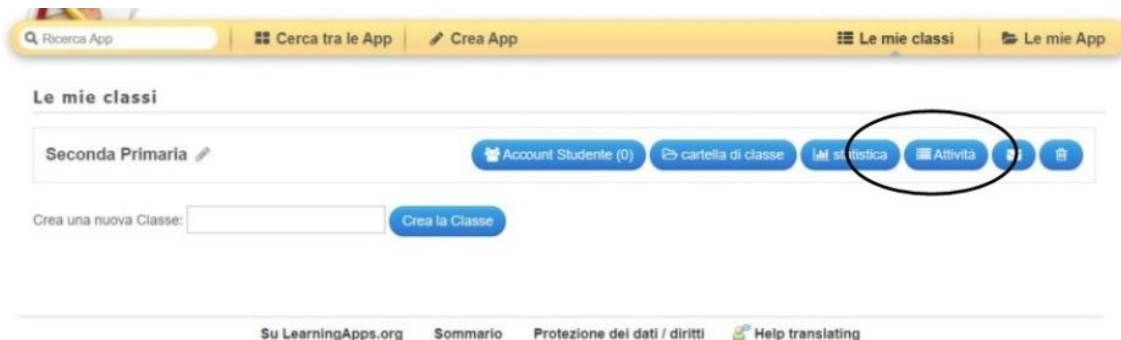 Ricerca App Cerca tra le App Crea App Le mie classi Le mie App
Le mie classi
Seconda Primaria Account Studente (0) cartella di classe statistica Attività
Crea una nuova Classe: Crea la Classe
Su LearningApps.org Sommario Protezione dei dati / diritti Help translating